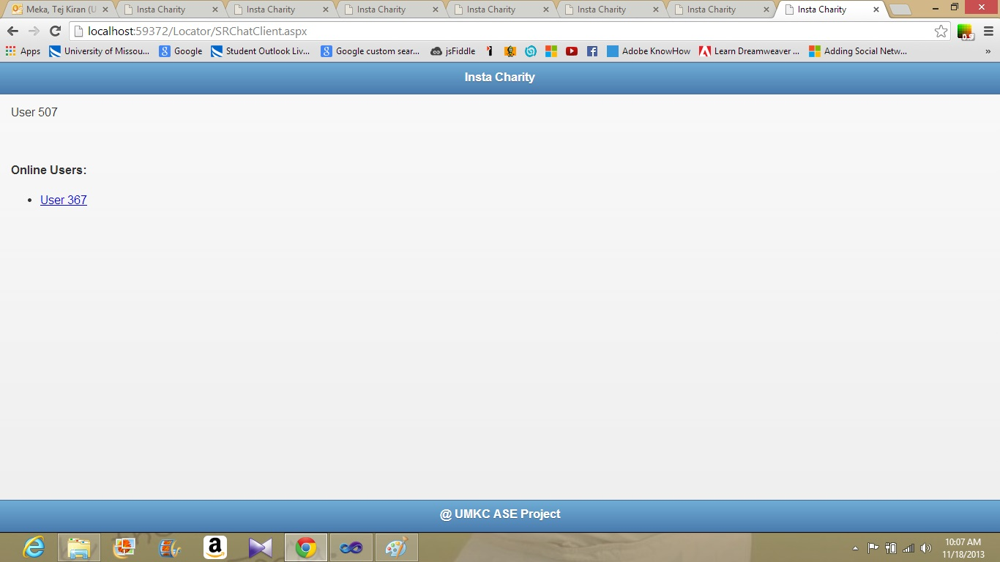 Meka, Tej Kiran (U
Insta Charity
Insta Charity
Insta Charity
Insta Charity
Insta Charity
Insta Charity
Insta Charity
localhost:59372/Locator/SRChatClient.aspx
Apps
University of Missou...
Google
Student Outlook Liv...
Google custom sear...
jsFiddle
Adobe KnowHow
Learn Dreamweaver ...
Adding Social Netw...
»
Insta Charity
User 507
Online Users:
• User 367
@ UMKC ASE Project
10:07 AM
11/18/2013